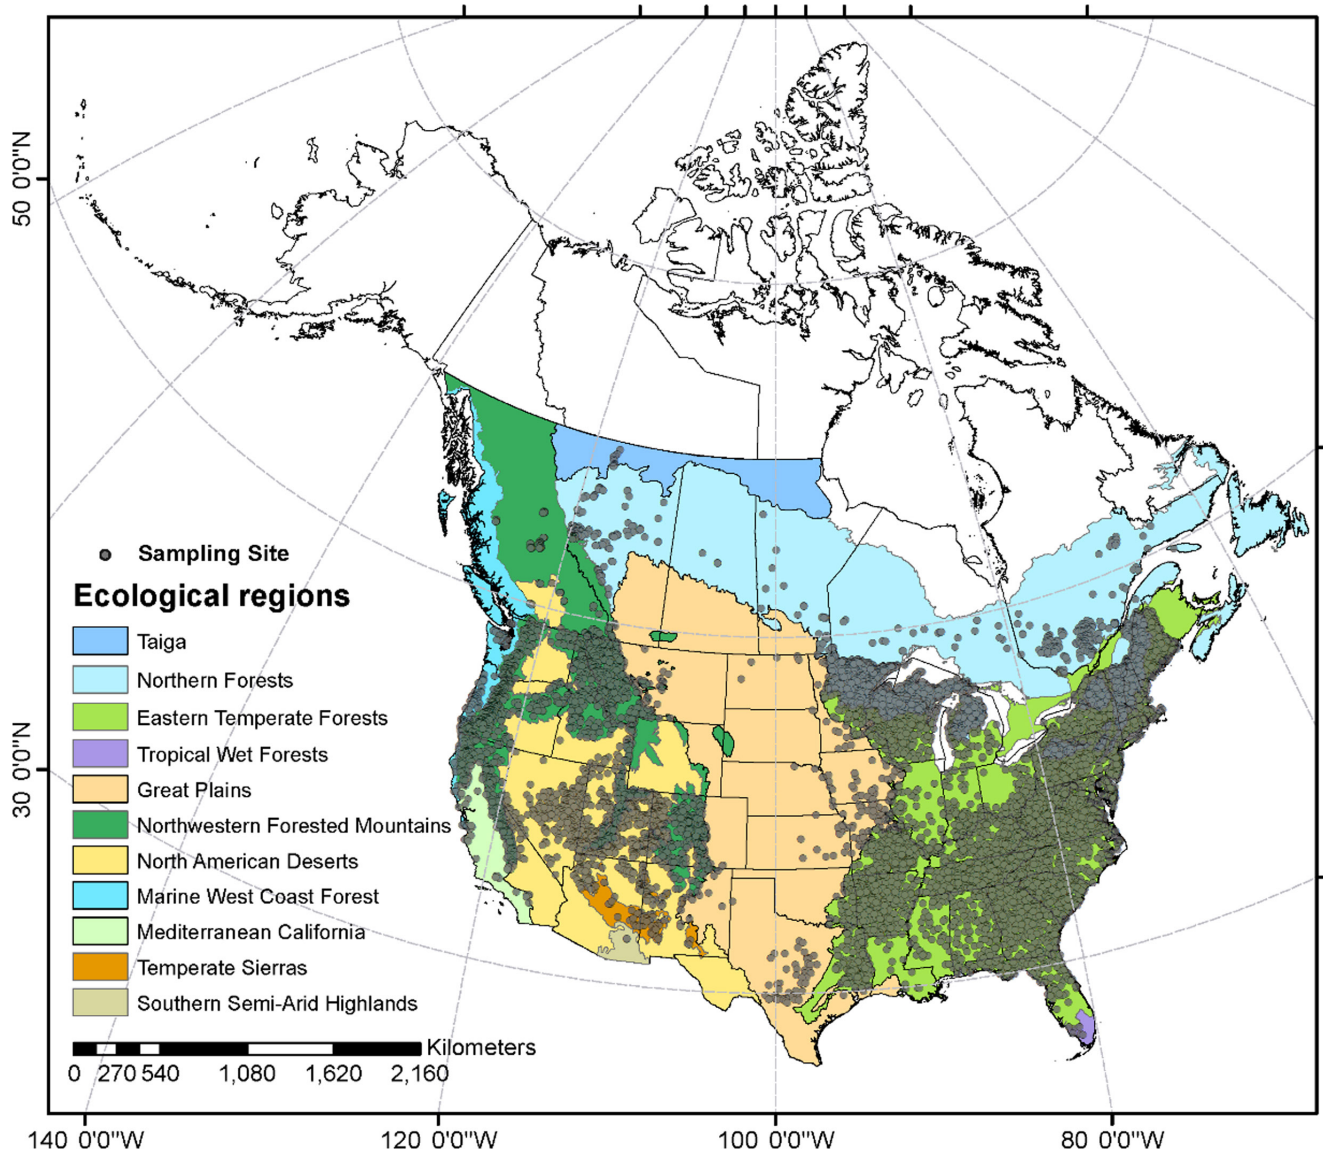 50 0'0"N
Sampling Site
Ecological regions
Taiga
Northern Forests
Eastern Temperate Forests
Tropical Wet Forests
30 0'0"N
Great Plains
Northwestern Forested Mountains
North American Deserts
Marine West Coast Forest
Mediterranean California
Temperate Sierras
Southern Semi-Arid Highlands
Kilometers
0 270 540 1,080 1,620 2,160
140 0'0"W 120 0'0"W 100 0'0"W 80 0'0"W